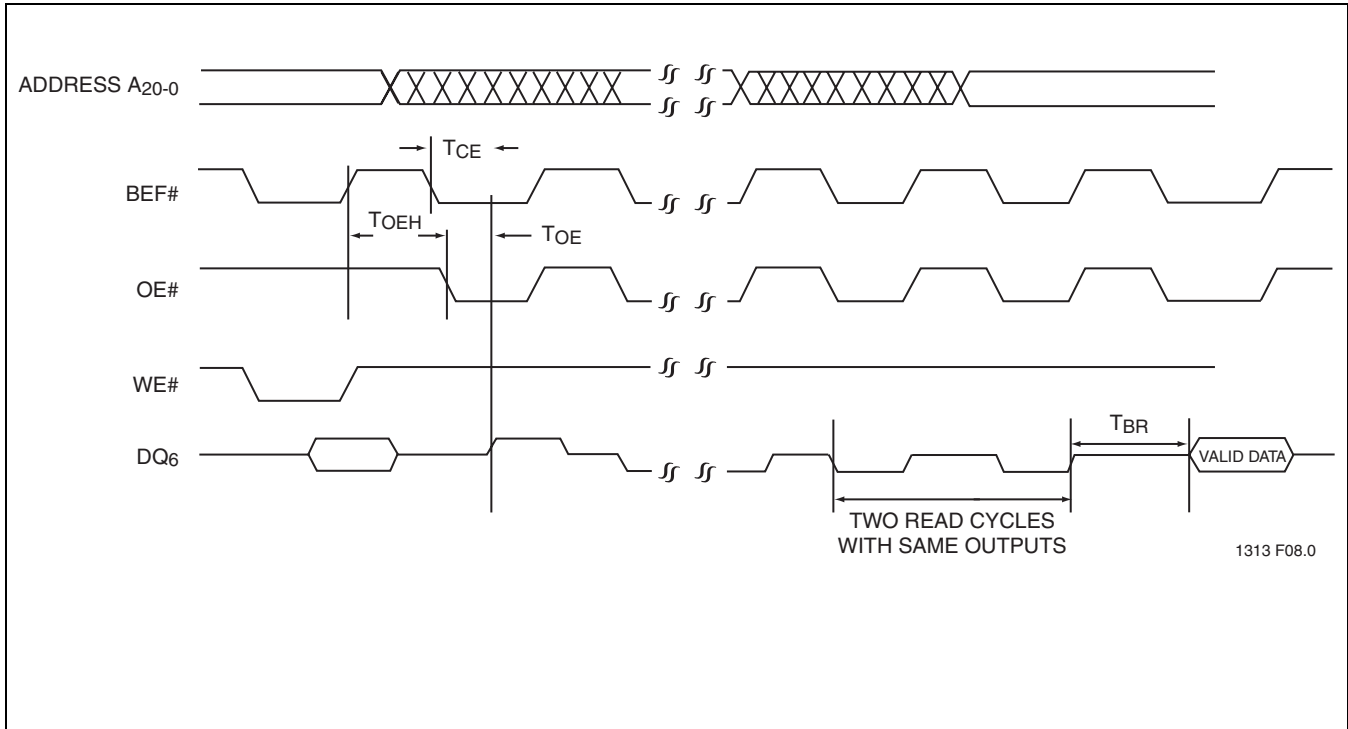 ADDRESS A20-0
TCE
BEF#
TOEH
TOE
OE#
WE#
TBR
DQ6
VALID DATA
TWO READ CYCLES
WITH SAME OUTPUTS
1313 F08.0